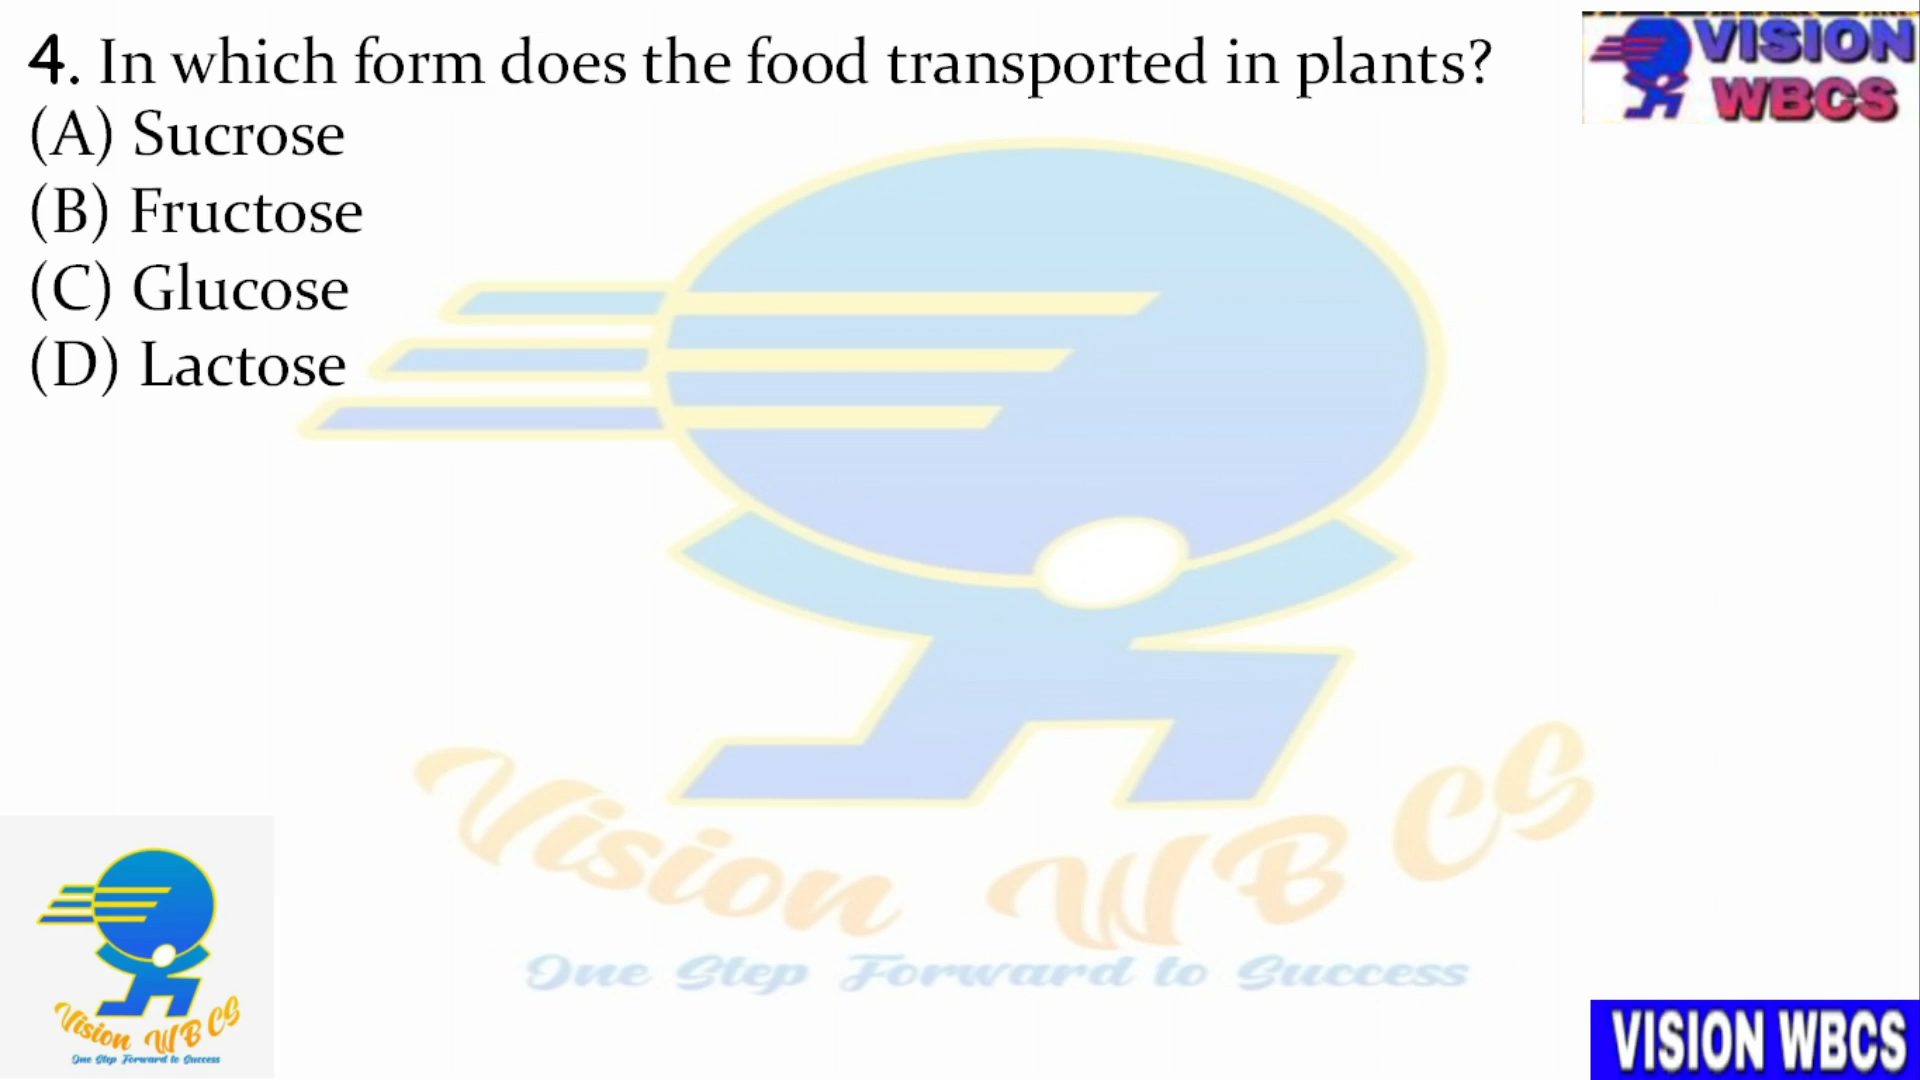 4. In which form does the food transported in plants?
(A) Sucrose
(B) Fructose
(C) Glucose
(D) Lactose
VISION
WBCS
Vision WBCS
One Step Forward to Success
Vision WBCS
One Step Forward to Success
VISION WBCS